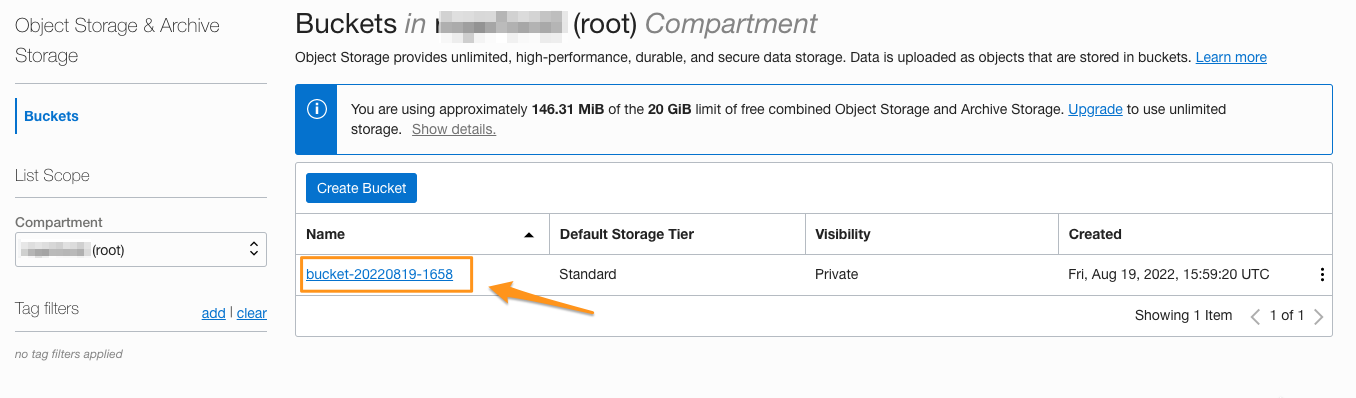 Object Storage & Archive
Storage
Buckets
List Scope
Compartment
(root)
Tag filters
add | clear
no tag filters applied
Buckets in (root) Compartment
Object Storage provides unlimited, high-performance, durable, and secure data storage. Data is uploaded as objects that are stored in buckets. Learn more
You are using approximately 146.31 MiB of the 20 GiB limit of free combined Object Storage and Archive Storage. Upgrade to use unlimited
storage. Show details.
Create Bucket
Name Default Storage Tier Visibility Created
bucket-20220819-1658 Standard Private Fri, Aug 19, 2022, 15:59:20 UTC
Showing 1 Item 1 of 1